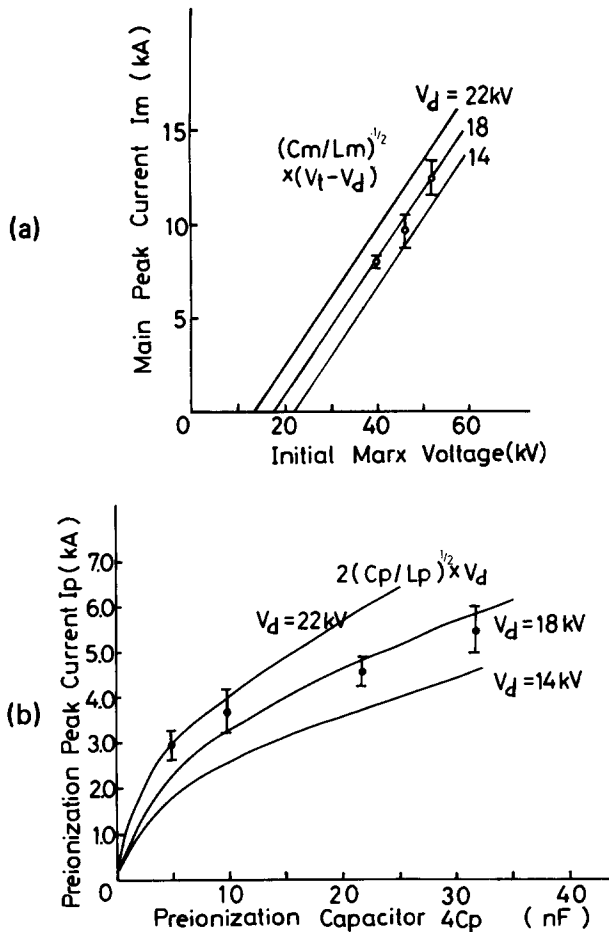 (a)
Main Peak Current Im (kA)
15
10
5
(Cm/Lm)^1/2
×(Vt-Vd)
Vd = 22kV
18
14
0 20 40 60
Initial Marx Voltage(kV)
(b)
Preionization Peak Current Ip (kA)
7.0
6.0
5.0
4.0
3.0
2.0
1.0
2(Cp/Lp)^1/2 × Vd
Vd = 22kV
Vd = 18kV
Vd = 14kV
0 10 20 30 40
Preionization Capacitor 4Cp (nF)